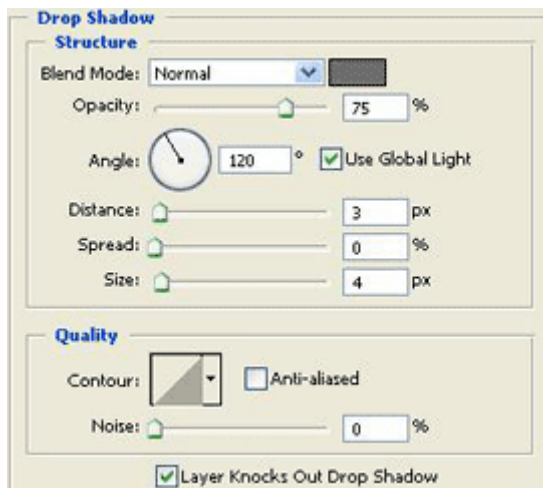 Drop Shadow
Structure
Blend Mode: Normal
Opacity: 75 %
Angle: 120 ° Use Global Light
Distance: 3 px
Spread: 0 %
Size: 4 px
Quality
Contour: Anti-aliased
Noise: 0 %
Layer Knocks Out Drop Shadow